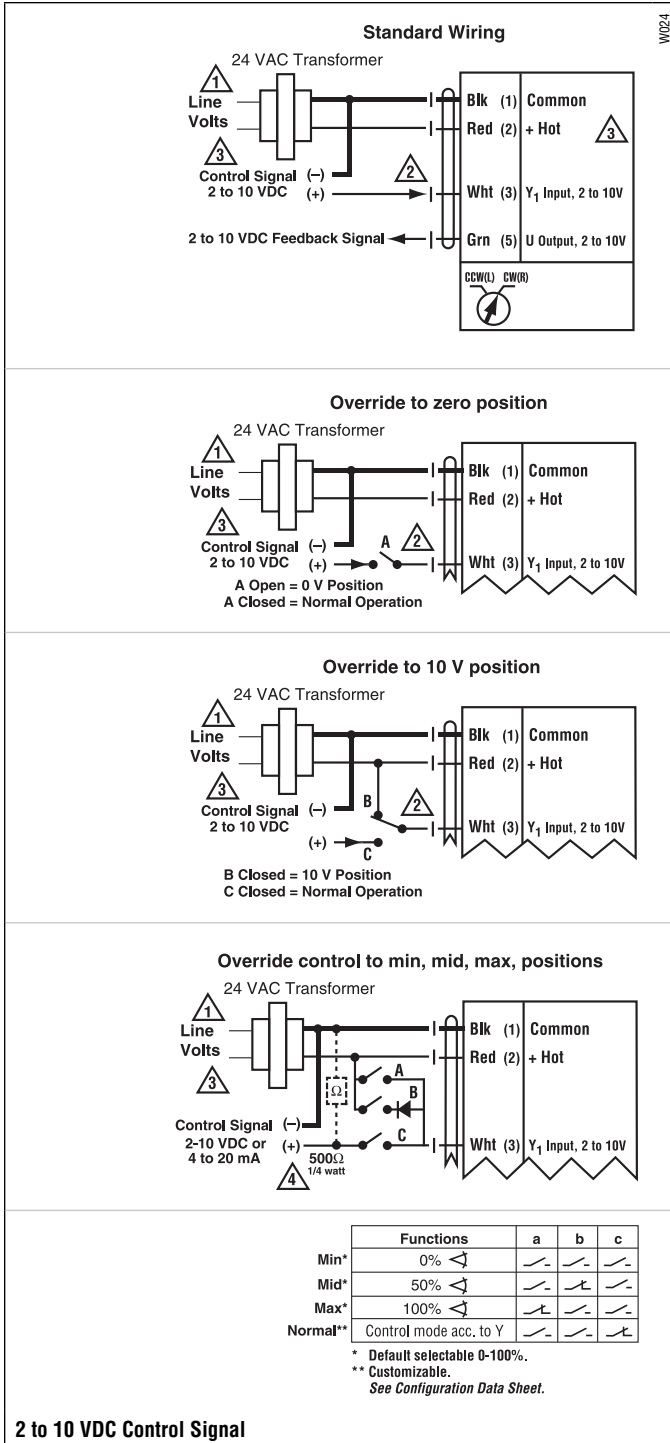 W024
Standard Wiring
24 VAC Transformer
1
Line
Volts
3
Control Signal (–)
2 to 10 VDC (+)
2
2 to 10 VDC Feedback Signal
Blk (1) Common
Red (2) + Hot
3
Wht (3) Y1 Input, 2 to 10V
Grn (5) U Output, 2 to 10V
CCW(L) CW(R)
Override to zero position
24 VAC Transformer
1
Line
Volts
3
Control Signal (–)
2 to 10 VDC (+)
A
2
A Open = 0 V Position
A Closed = Normal Operation
Blk (1) Common
Red (2) + Hot
Wht (3) Y1 Input, 2 to 10V
Override to 10 V position
24 VAC Transformer
1
Line
Volts
3
Control Signal (–)
2 to 10 VDC
(+)
B
2
C
B Closed = 10 V Position
C Closed = Normal Operation
Blk (1) Common
Red (2) + Hot
Wht (3) Y1 Input, 2 to 10V
Override control to min, mid, max, positions
24 VAC Transformer
1
Line
Volts
3
Ω
A
B
C
Control Signal (–)
2-10 VDC or (+)
4 to 20 mA
4
500Ω
1/4 watt
Blk (1) Common
Red (2) + Hot
Wht (3) Y1 Input, 2 to 10V
Functions a b c
Min* 0%
Mid* 50%
Max* 100%
Normal** Control mode acc. to Y
* Default selectable 0-100%.
** Customizable.
See Configuration Data Sheet.
2 to 10 VDC Control Signal